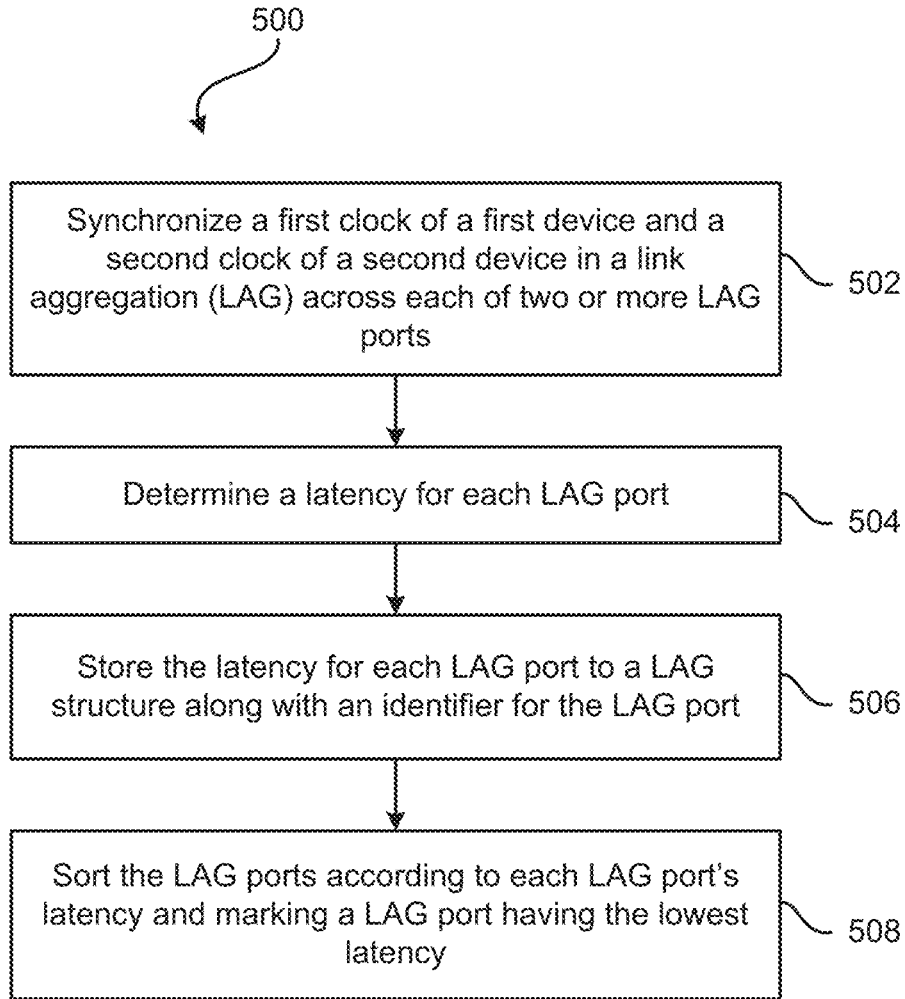 500
Synchronize a first clock of a first device and a
second clock of a second device in a link
aggregation (LAG) across each of two or more LAG
ports
502
Determine a latency for each LAG port
504
Store the latency for each LAG port to a LAG
structure along with an identifier for the LAG port
506
Sort the LAG ports according to each LAG port's
latency and marking a LAG port having the lowest
latency
508